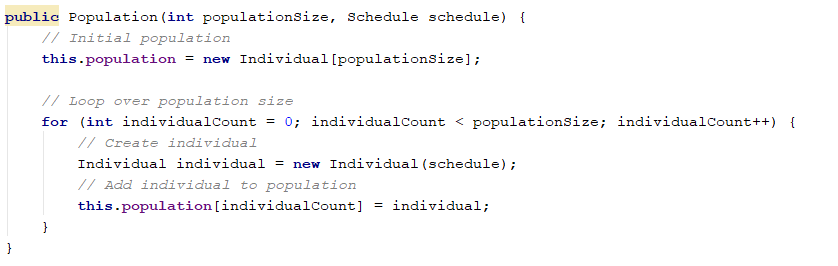 public Population(int populationSize, Schedule schedule) {
// Initial population
this.population = new Individual[populationSize];
// Loop over population size
for (int individualCount = 0; individualCount < populationSize; individualCount++) {
// Create individual
Individual individual = new Individual(schedule);
// Add individual to population
this.population[individualCount] = individual;
}
}